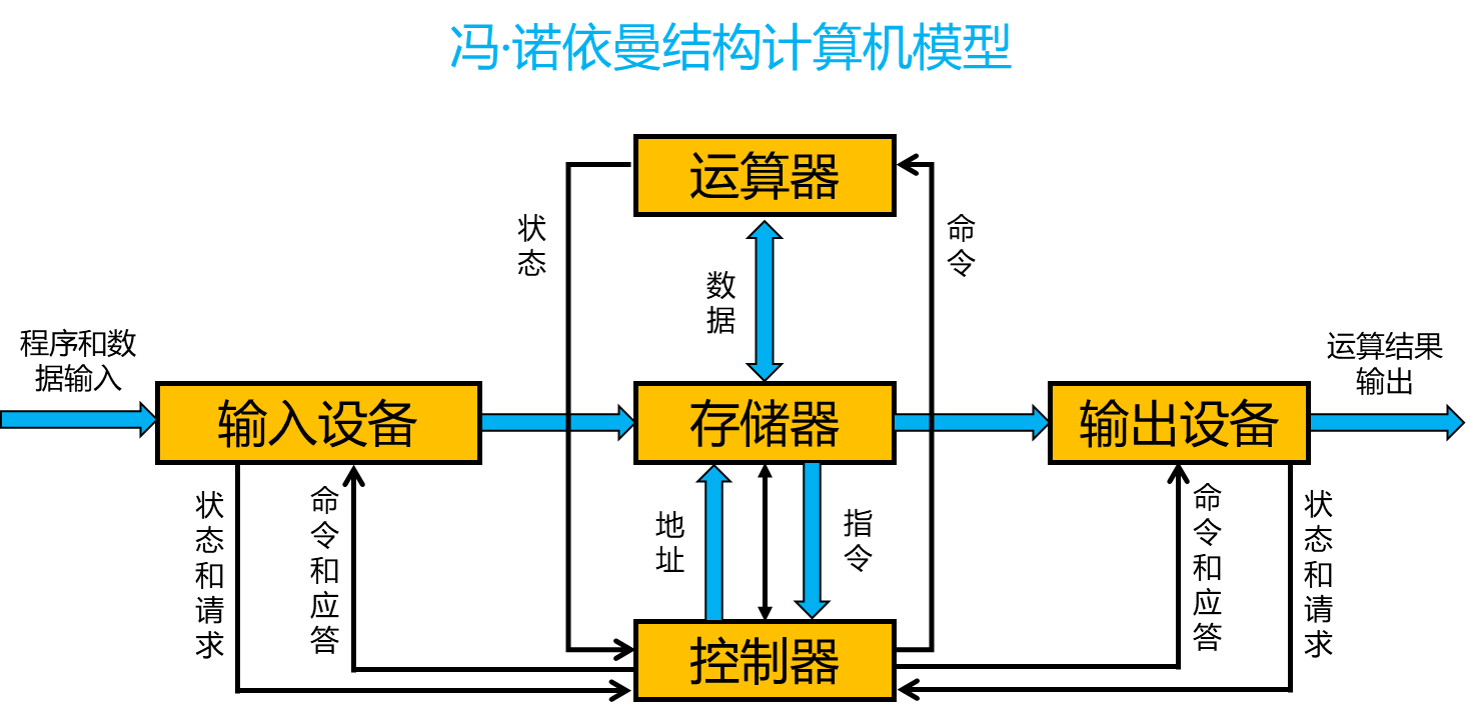 冯·诺依曼结构计算机模型
运算器
状态
命令
数据
程序和数
据输入
运算结果
输出
输入设备
存储器
输出设备
状态和请求
命令和应答
地址
指令
命令和应答
状态和请求
控制器